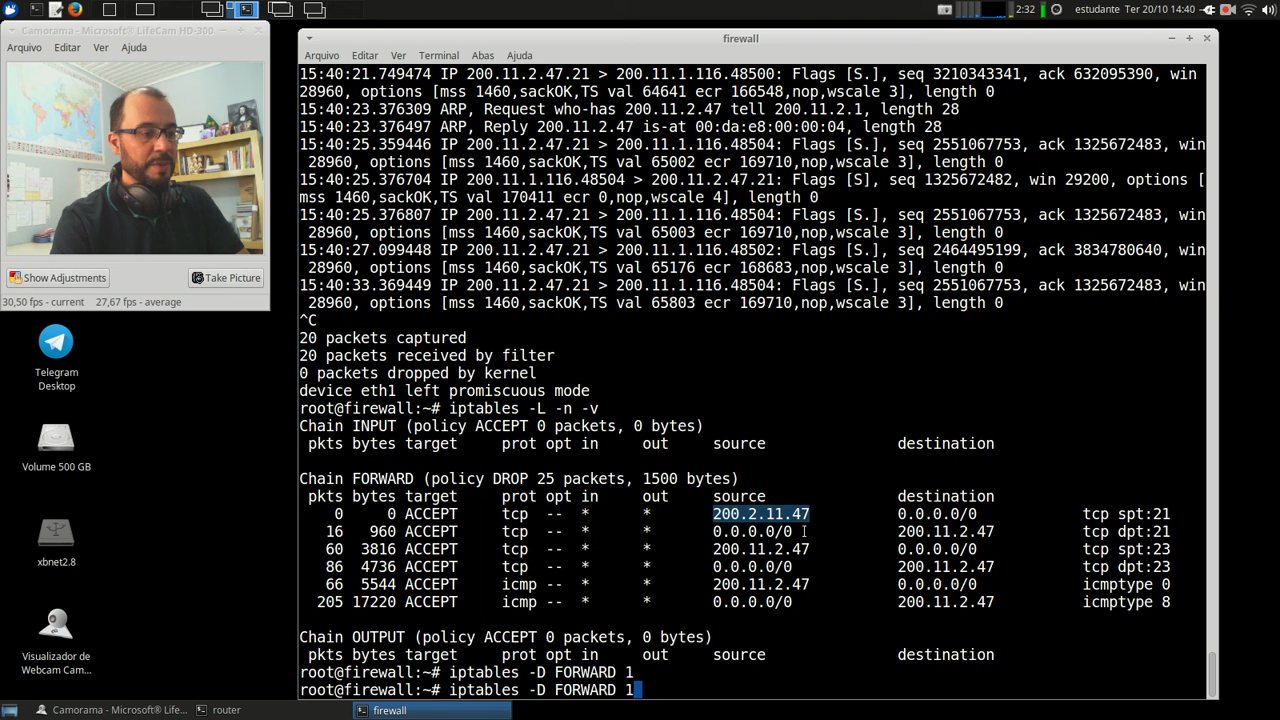 2:32 estudante Ter 20/10 14:40
Camorama - Microsoft® LifeCam HD-300
Arquivo Editar Ver Ajuda
Show Adjustments Take Picture
30,50 fps - current 27,67 fps - average
Telegram
Desktop
Volume 500 GB
xbnet2.8
Visualizador de
Webcam Cam...
firewall
Arquivo Editar Ver Terminal Abas Ajuda
15:40:21.749474 IP 200.11.2.47.21 > 200.11.1.116.48500: Flags [S.], seq 3210343341, ack 632095390, win
28960, options [mss 1460,sackOK,TS val 64641 ecr 166548,nop,wscale 3], length 0
15:40:23.376309 ARP, Request who-has 200.11.2.47 tell 200.11.2.1, length 28
15:40:23.376497 ARP, Reply 200.11.2.47 is-at 00:da:e8:00:00:04, length 28
15:40:25.359446 IP 200.11.2.47.21 > 200.11.1.116.48504: Flags [S.], seq 2551067753, ack 1325672483, win
28960, options [mss 1460,sackOK,TS val 65002 ecr 169710,nop,wscale 3], length 0
15:40:25.376704 IP 200.11.1.116.48504 > 200.11.2.47.21: Flags [S], seq 1325672482, win 29200, options [
mss 1460,sackOK,TS val 170411 ecr 0,nop,wscale 4], length 0
15:40:25.376807 IP 200.11.2.47.21 > 200.11.1.116.48504: Flags [S.], seq 2551067753, ack 1325672483, win
28960, options [mss 1460,sackOK,TS val 65003 ecr 169710,nop,wscale 3], length 0
15:40:27.099448 IP 200.11.2.47.21 > 200.11.1.116.48502: Flags [S.], seq 2464495199, ack 3834780640, win
28960, options [mss 1460,sackOK,TS val 65176 ecr 168683,nop,wscale 3], length 0
15:40:33.369449 IP 200.11.2.47.21 > 200.11.1.116.48504: Flags [S.], seq 2551067753, ack 1325672483, win
28960, options [mss 1460,sackOK,TS val 65803 ecr 169710,nop,wscale 3], length 0
^C
20 packets captured
20 packets received by filter
0 packets dropped by kernel
device eth1 left promiscuous mode
root@firewall:~# iptables -L -n -v
Chain INPUT (policy ACCEPT 0 packets, 0 bytes)
pkts bytes target prot opt in out source destination
Chain FORWARD (policy DROP 25 packets, 1500 bytes)
pkts bytes target prot opt in out source destination
0 0 ACCEPT tcp -- * * 200.2.11.47 0.0.0.0/0 tcp spt:21
16 960 ACCEPT tcp -- * * 0.0.0.0/0 200.11.2.47 tcp dpt:21
60 3816 ACCEPT tcp -- * * 200.11.2.47 0.0.0.0/0 tcp spt:23
86 4736 ACCEPT tcp -- * * 0.0.0.0/0 200.11.2.47 tcp dpt:23
66 5544 ACCEPT icmp -- * * 200.11.2.47 0.0.0.0/0 icmptype 0
205 17220 ACCEPT icmp -- * * 0.0.0.0/0 200.11.2.47 icmptype 8
Chain OUTPUT (policy ACCEPT 0 packets, 0 bytes)
pkts bytes target prot opt in out source destination
root@firewall:~# iptables -D FORWARD 1
root@firewall:~# iptables -D FORWARD 1
Camorama - Microsoft® Life... router firewall